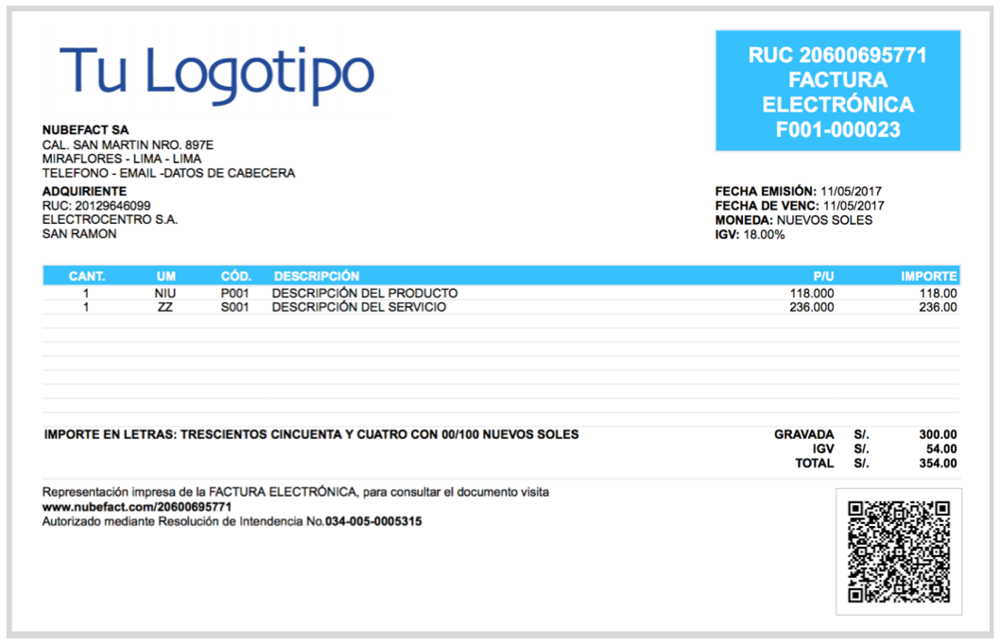 Tu Logotipo
RUC 20600695771
FACTURA
ELECTRÓNICA
F001-000023
NUBEFACT SA
CAL. SAN MARTIN NRO. 897E
MIRAFLORES - LIMA - LIMA
TELEFONO - EMAIL -DATOS DE CABECERA
ADQUIRIENTE
RUC: 20129646099
ELECTROCENTRO S.A.
SAN RAMON
FECHA EMISIÓN: 11/05/2017
FECHA DE VENC: 11/05/2017
MONEDA: NUEVOS SOLES
IGV: 18.00%
CANT. UM CÓD. DESCRIPCIÓN P/U IMPORTE
1 NIU P001 DESCRIPCIÓN DEL PRODUCTO 118.000 118.00
1 ZZ S001 DESCRIPCIÓN DEL SERVICIO 236.000 236.00
IMPORTE EN LETRAS: TRESCIENTOS CINCUENTA Y CUATRO CON 00/100 NUEVOS SOLES
GRAVADA S/. 300.00
IGV S/. 54.00
TOTAL S/. 354.00
Representación impresa de la FACTURA ELECTRÓNICA, para consultar el documento visita
www.nubefact.com/20600695771
Autorizado mediante Resolución de Intendencia No.034-005-0005315